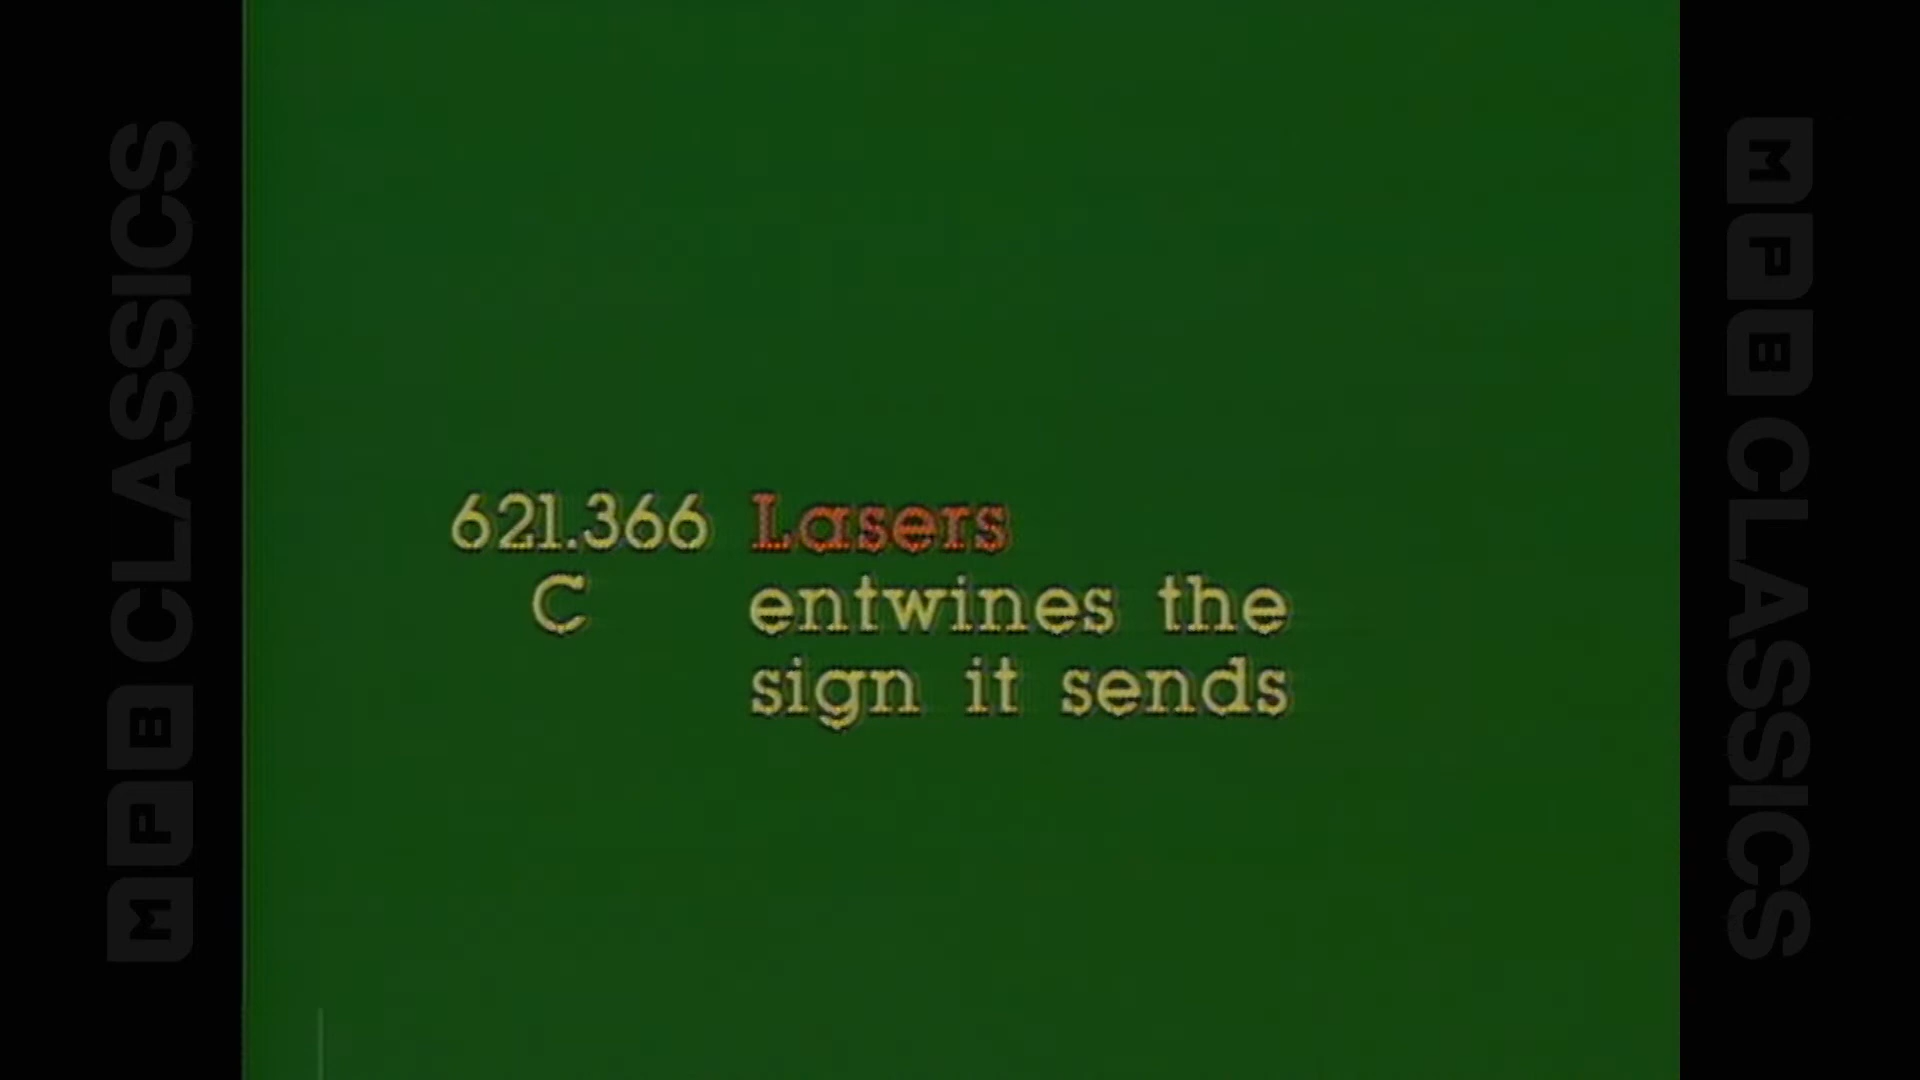 MPB CLASSICS
621.366 Lasers
C entwines the
sign it sends
MPB CLASSICS